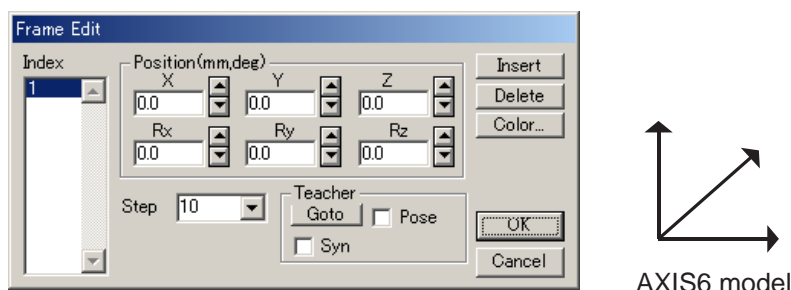 Frame Edit
Index
1
Position(mm,deg)
X Y Z
0.0 0.0 0.0
Rx Ry Rz
0.0 0.0 0.0
Step 10
Teacher
Goto Pose
Syn
Insert
Delete
Color...
OK
Cancel
AXIS6 model